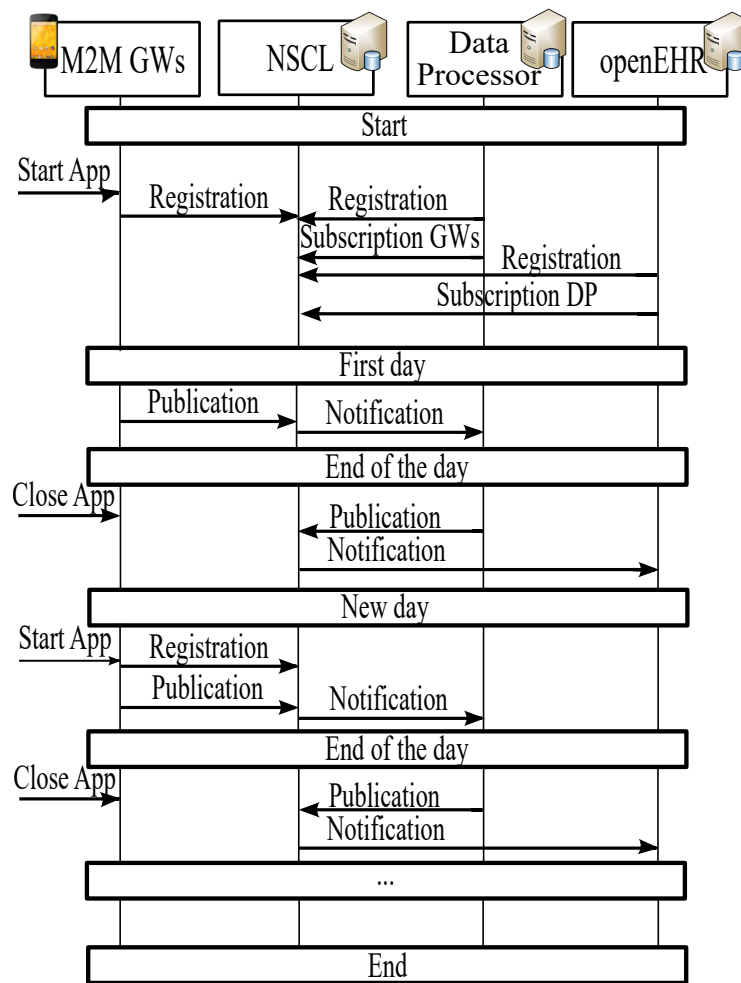 M2M GWs
NSCL
Data
Processor
openEHR
Start
Start App
Registration
Registration
Subscription GWs
Registration
Subscription DP
First day
Publication
Notification
End of the day
Close App
Publication
Notification
New day
Start App
Registration
Publication
Notification
End of the day
Close App
Publication
Notification
...
End